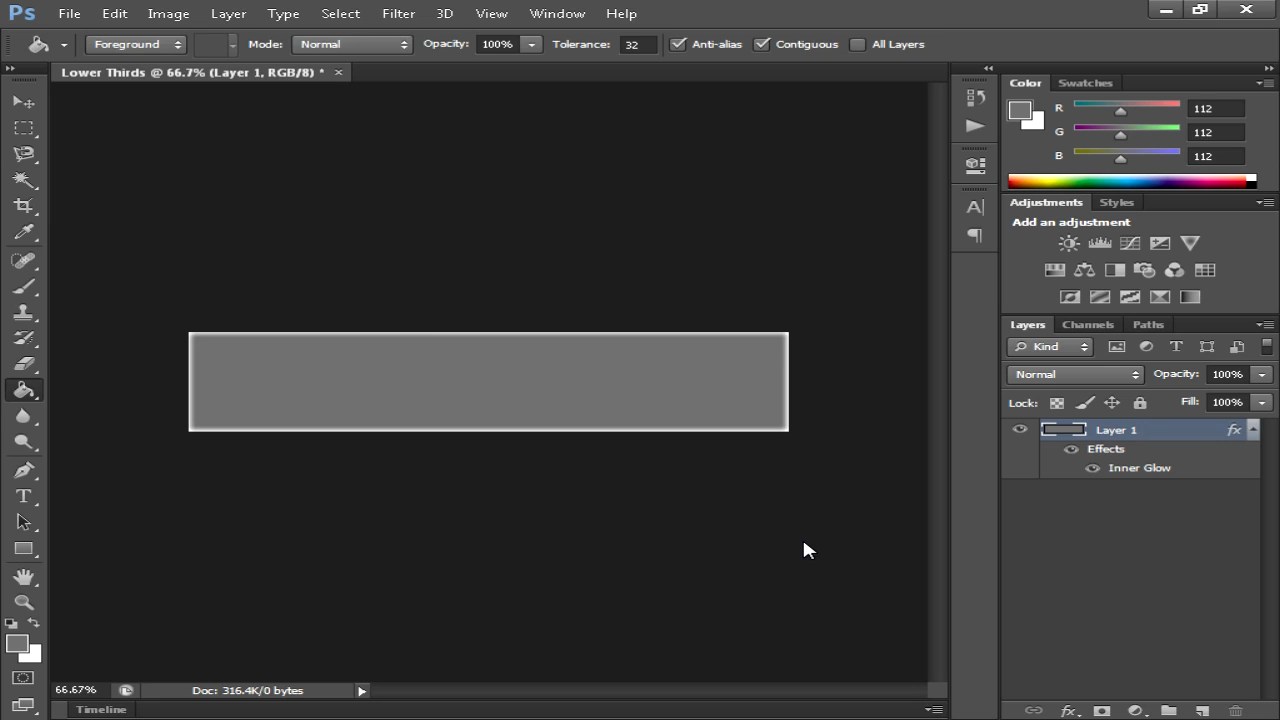 Ps File Edit Image Layer Type Select Filter 3D View Window Help
Foreground Mode: Normal Opacity: 100% Tolerance: 32 Anti-alias Contiguous All Layers
Lower Thirds @ 66.7% (Layer 1, RGB/8) *
Color Swatches
R 112
G 112
B 112
Adjustments Styles
Add an adjustment
Layers Channels Paths
Kind
Normal Opacity: 100%
Lock: Fill: 100%
Layer 1 fx
Effects
Inner Glow
66.67% Doc: 316.4K/0 bytes
Timeline